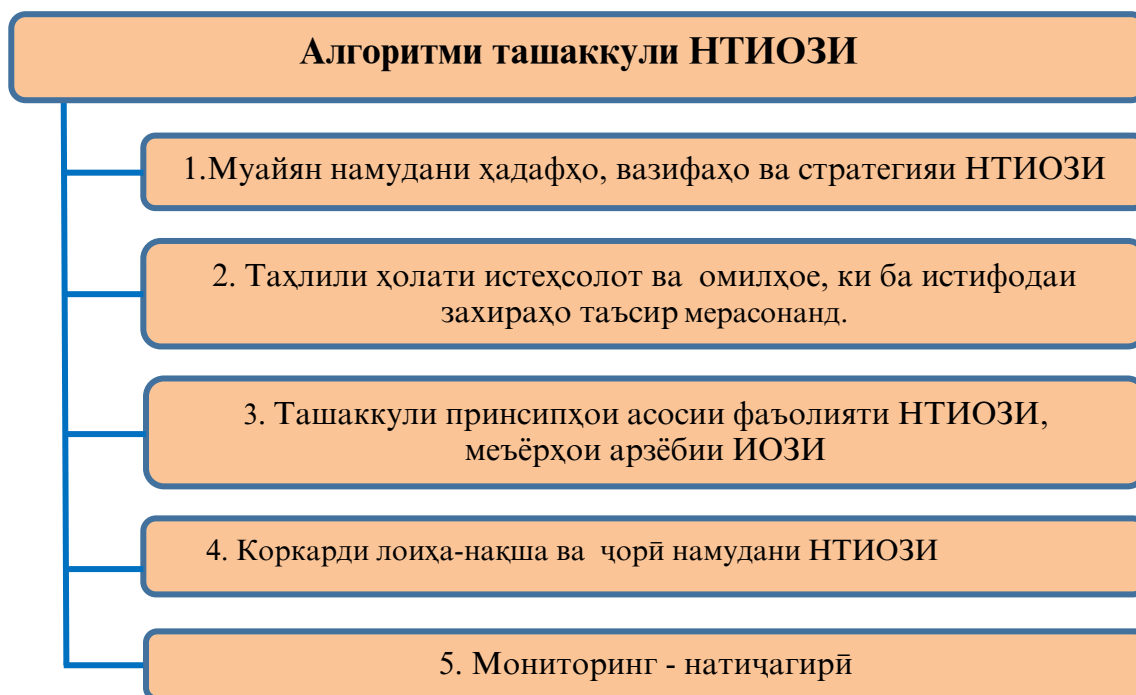 Алгоритми ташаккули НТИОЗИ
1.Муайян намудани ҳадафҳо, вазифаҳо ва стратегияи НТИОЗИ
2. Таҳлили ҳолати истеҳсолот ва омилҳое, ки ба истифодаи
захираҳо таъсир мерасонанд.
3. Ташаккули принсипҳои асосии фаъолияти НТИОЗИ,
меъёрҳои арзёбии ИОЗИ
4. Коркарди лоиҳа-нақша ва ҷорӣ намудани НТИОЗИ
5. Мониторинг - натиҷагирӣ